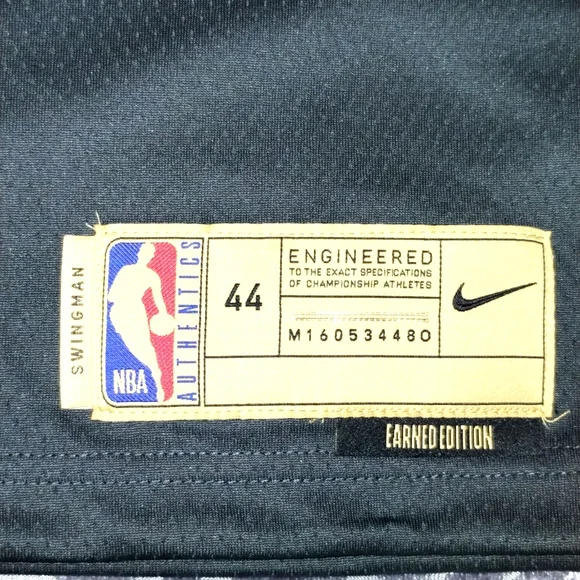 SWINGMAN
NBA
AUTHENTICS
44
ENGINEERED
TO THE EXACT SPECIFICATIONS
OF CHAMPIONSHIP ATHLETES
M160534480
EARNED EDITION